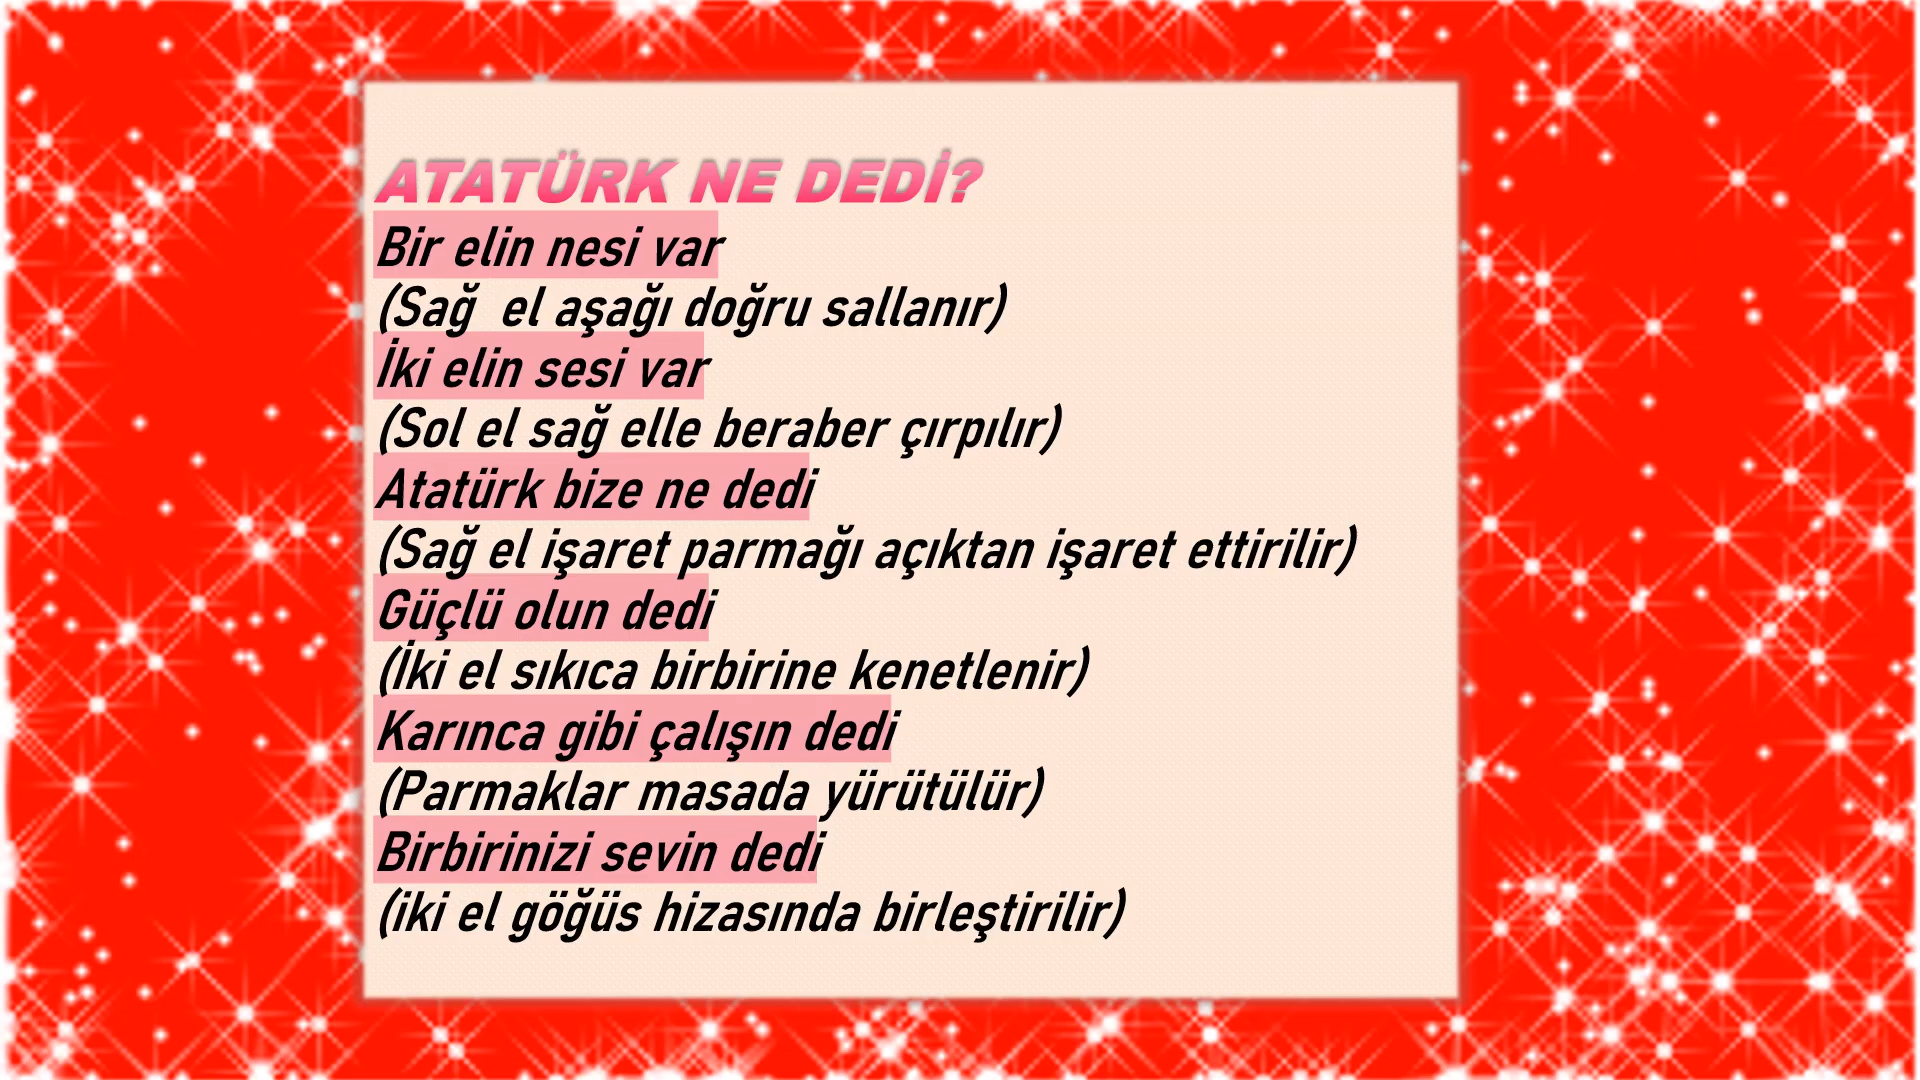 ATATÜRK NE DEDİ?
Bir elin nesi var
(Sağ  el aşağı doğru sallanır)
İki elin sesi var
(Sol el sağ elle beraber çırpılır)
Atatürk bize ne dedi
(Sağ el işaret parmağı açıktan işaret ettirilir)
Güçlü olun dedi
(İki el sıkıca birbirine kenetlenir)
Karınca gibi çalışın dedi
(Parmaklar masada yürütülür)
Birbirinizi sevin dedi
(iki el göğüs hizasında birleştirilir)